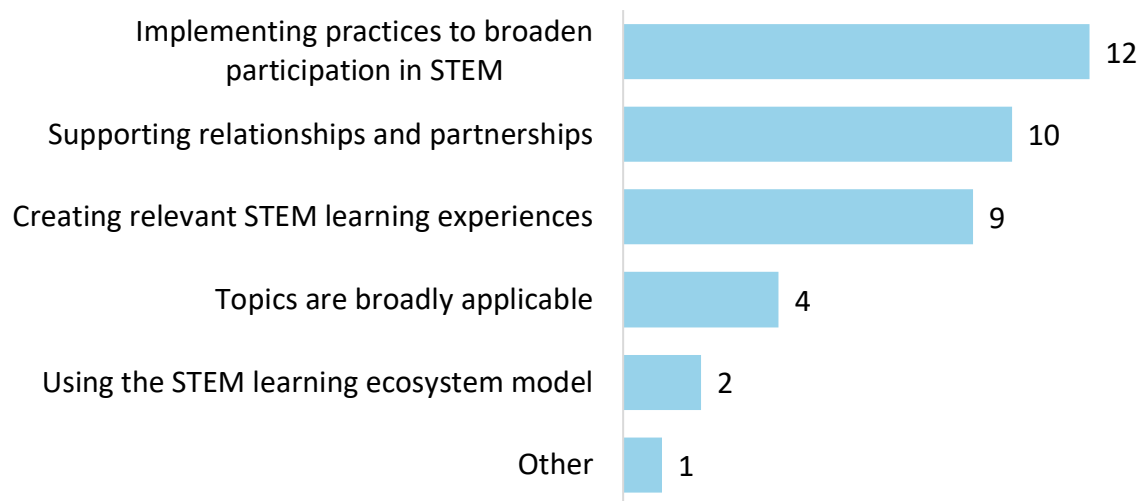 Implementing practices to broaden
participation in STEM
12
Supporting relationships and partnerships
10
Creating relevant STEM learning experiences
9
Topics are broadly applicable
4
Using the STEM learning ecosystem model
2
Other
1